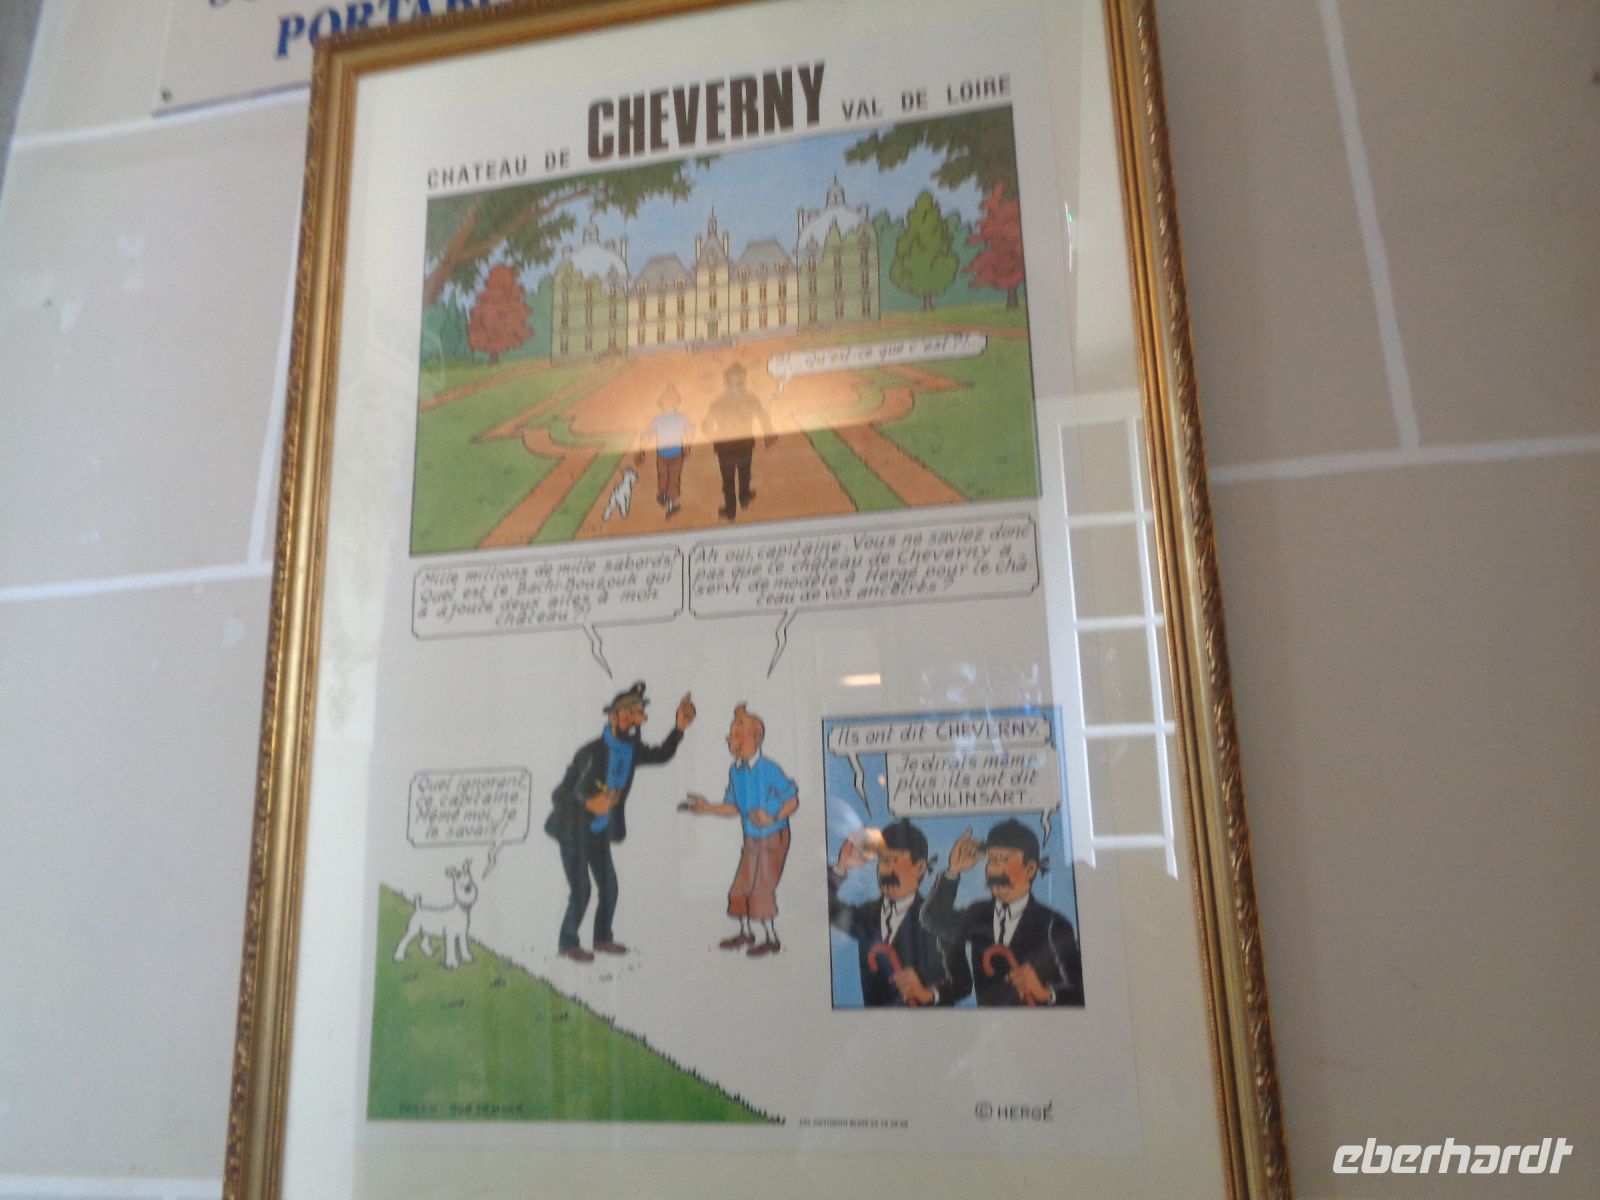 CHATEAU DE CHEVERNY VAL DE LOIRE
?!... Qu'est-ce que c'est ?!...
Mille millions de mille sabords!
Quel est le Bachi-Bouzouk qui
a ajouté deux ailes à mon
château?!
Ah oui, capitaine. Vous ne saviez donc
pas que le château de Cheverny a
servi de modèle à Hergé pour le châ-
teau de vos ancêtres?
Quel ignorant,
ce capitaine.
Même moi, je
le savais!
Ils ont dit CHEVERNY.
Je dirais même
plus: ils ont dit
MOULINSART.
© HERGÉ
eberhardt